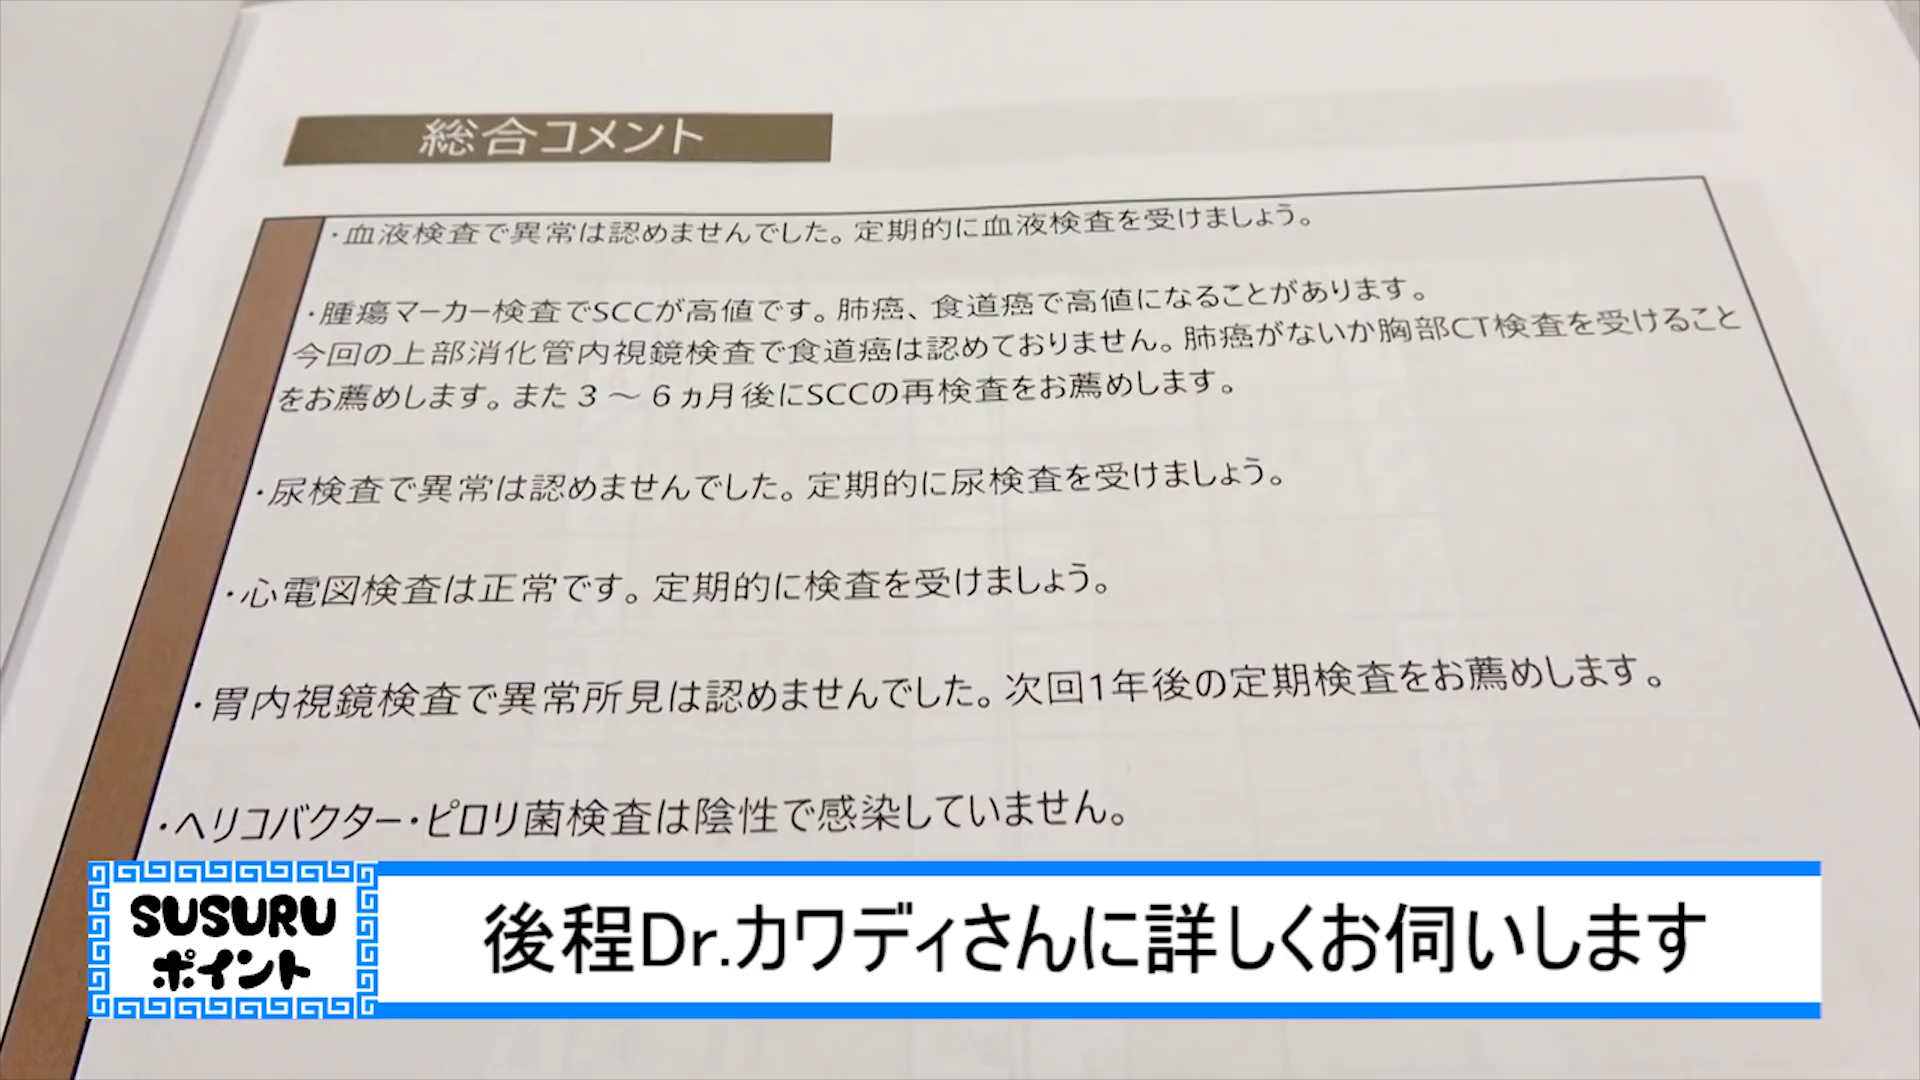 総合コメント
・血液検査で異常は認めませんでした。定期的に血液検査を受けましょう。
・腫瘍マーカー検査でSCCが高値です。肺癌、食道癌で高値になることがあります。
今回の上部消化管内視鏡検査で食道癌は認めておりません。肺癌がないか胸部CT検査を受けること
をお薦めします。また３～６ヵ月後にSCCの再検査をお薦めします。
・尿検査で異常は認めませんでした。定期的に尿検査を受けましょう。
・心電図検査は正常です。定期的に検査を受けましょう。
・胃内視鏡検査で異常所見は認めませんでした。次回1年後の定期検査をお薦めします。
・ヘリコバクター・ピロリ菌検査は陰性で感染していません。
SUSURU
ポイント
後程Dr.カワディさんに詳しくお伺いします